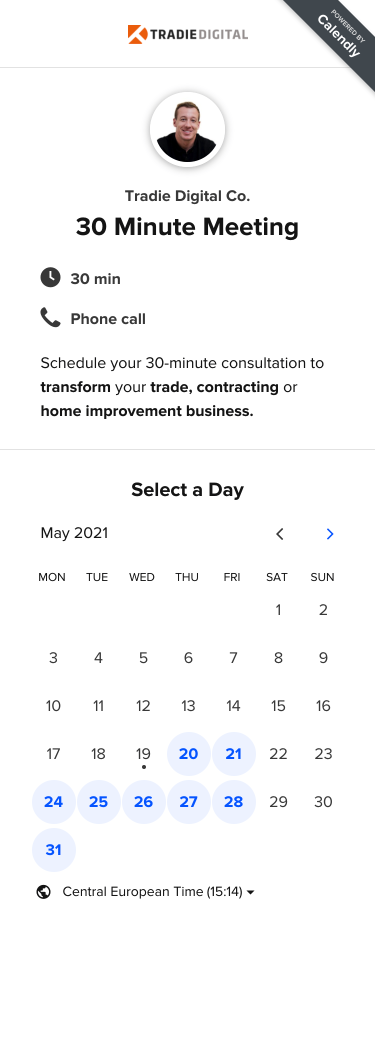 TRADIEDIGITAL
POWERED BY
Calendly
Tradie Digital Co.
30 Minute Meeting
30 min
Phone call
Schedule your 30-minute consultation to
transform your trade, contracting or
home improvement business.
Select a Day
May 2021
MON TUE WED THU FRI SAT SUN
1 2
3 4 5 6 7 8 9
10 11 12 13 14 15 16
17 18 19 20 21 22 23
24 25 26 27 28 29 30
31
Central European Time (15:14)